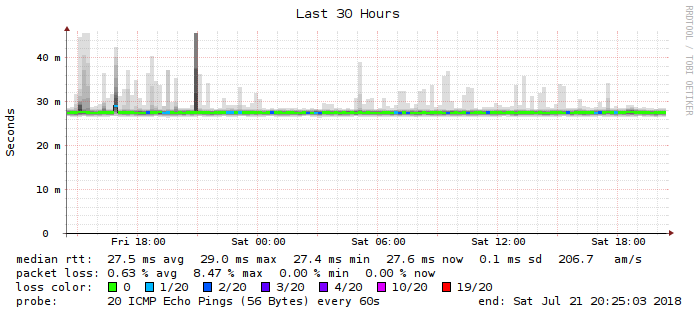 Last 30 Hours
RRDTOOL / TOBI OETIKER
Seconds
40 m
30 m
20 m
10 m
0
Fri 18:00 Sat 00:00 Sat 06:00 Sat 12:00 Sat 18:00
median rtt: 27.5 ms avg 29.0 ms max 27.4 ms min 27.6 ms now 0.1 ms sd 206.7 am/s
packet loss: 0.63 % avg 8.47 % max 0.00 % min 0.00 % now
loss color: 0 1/20 2/20 3/20 4/20 10/20 19/20
probe: 20 ICMP Echo Pings (56 Bytes) every 60s end: Sat Jul 21 20:25:03 2018